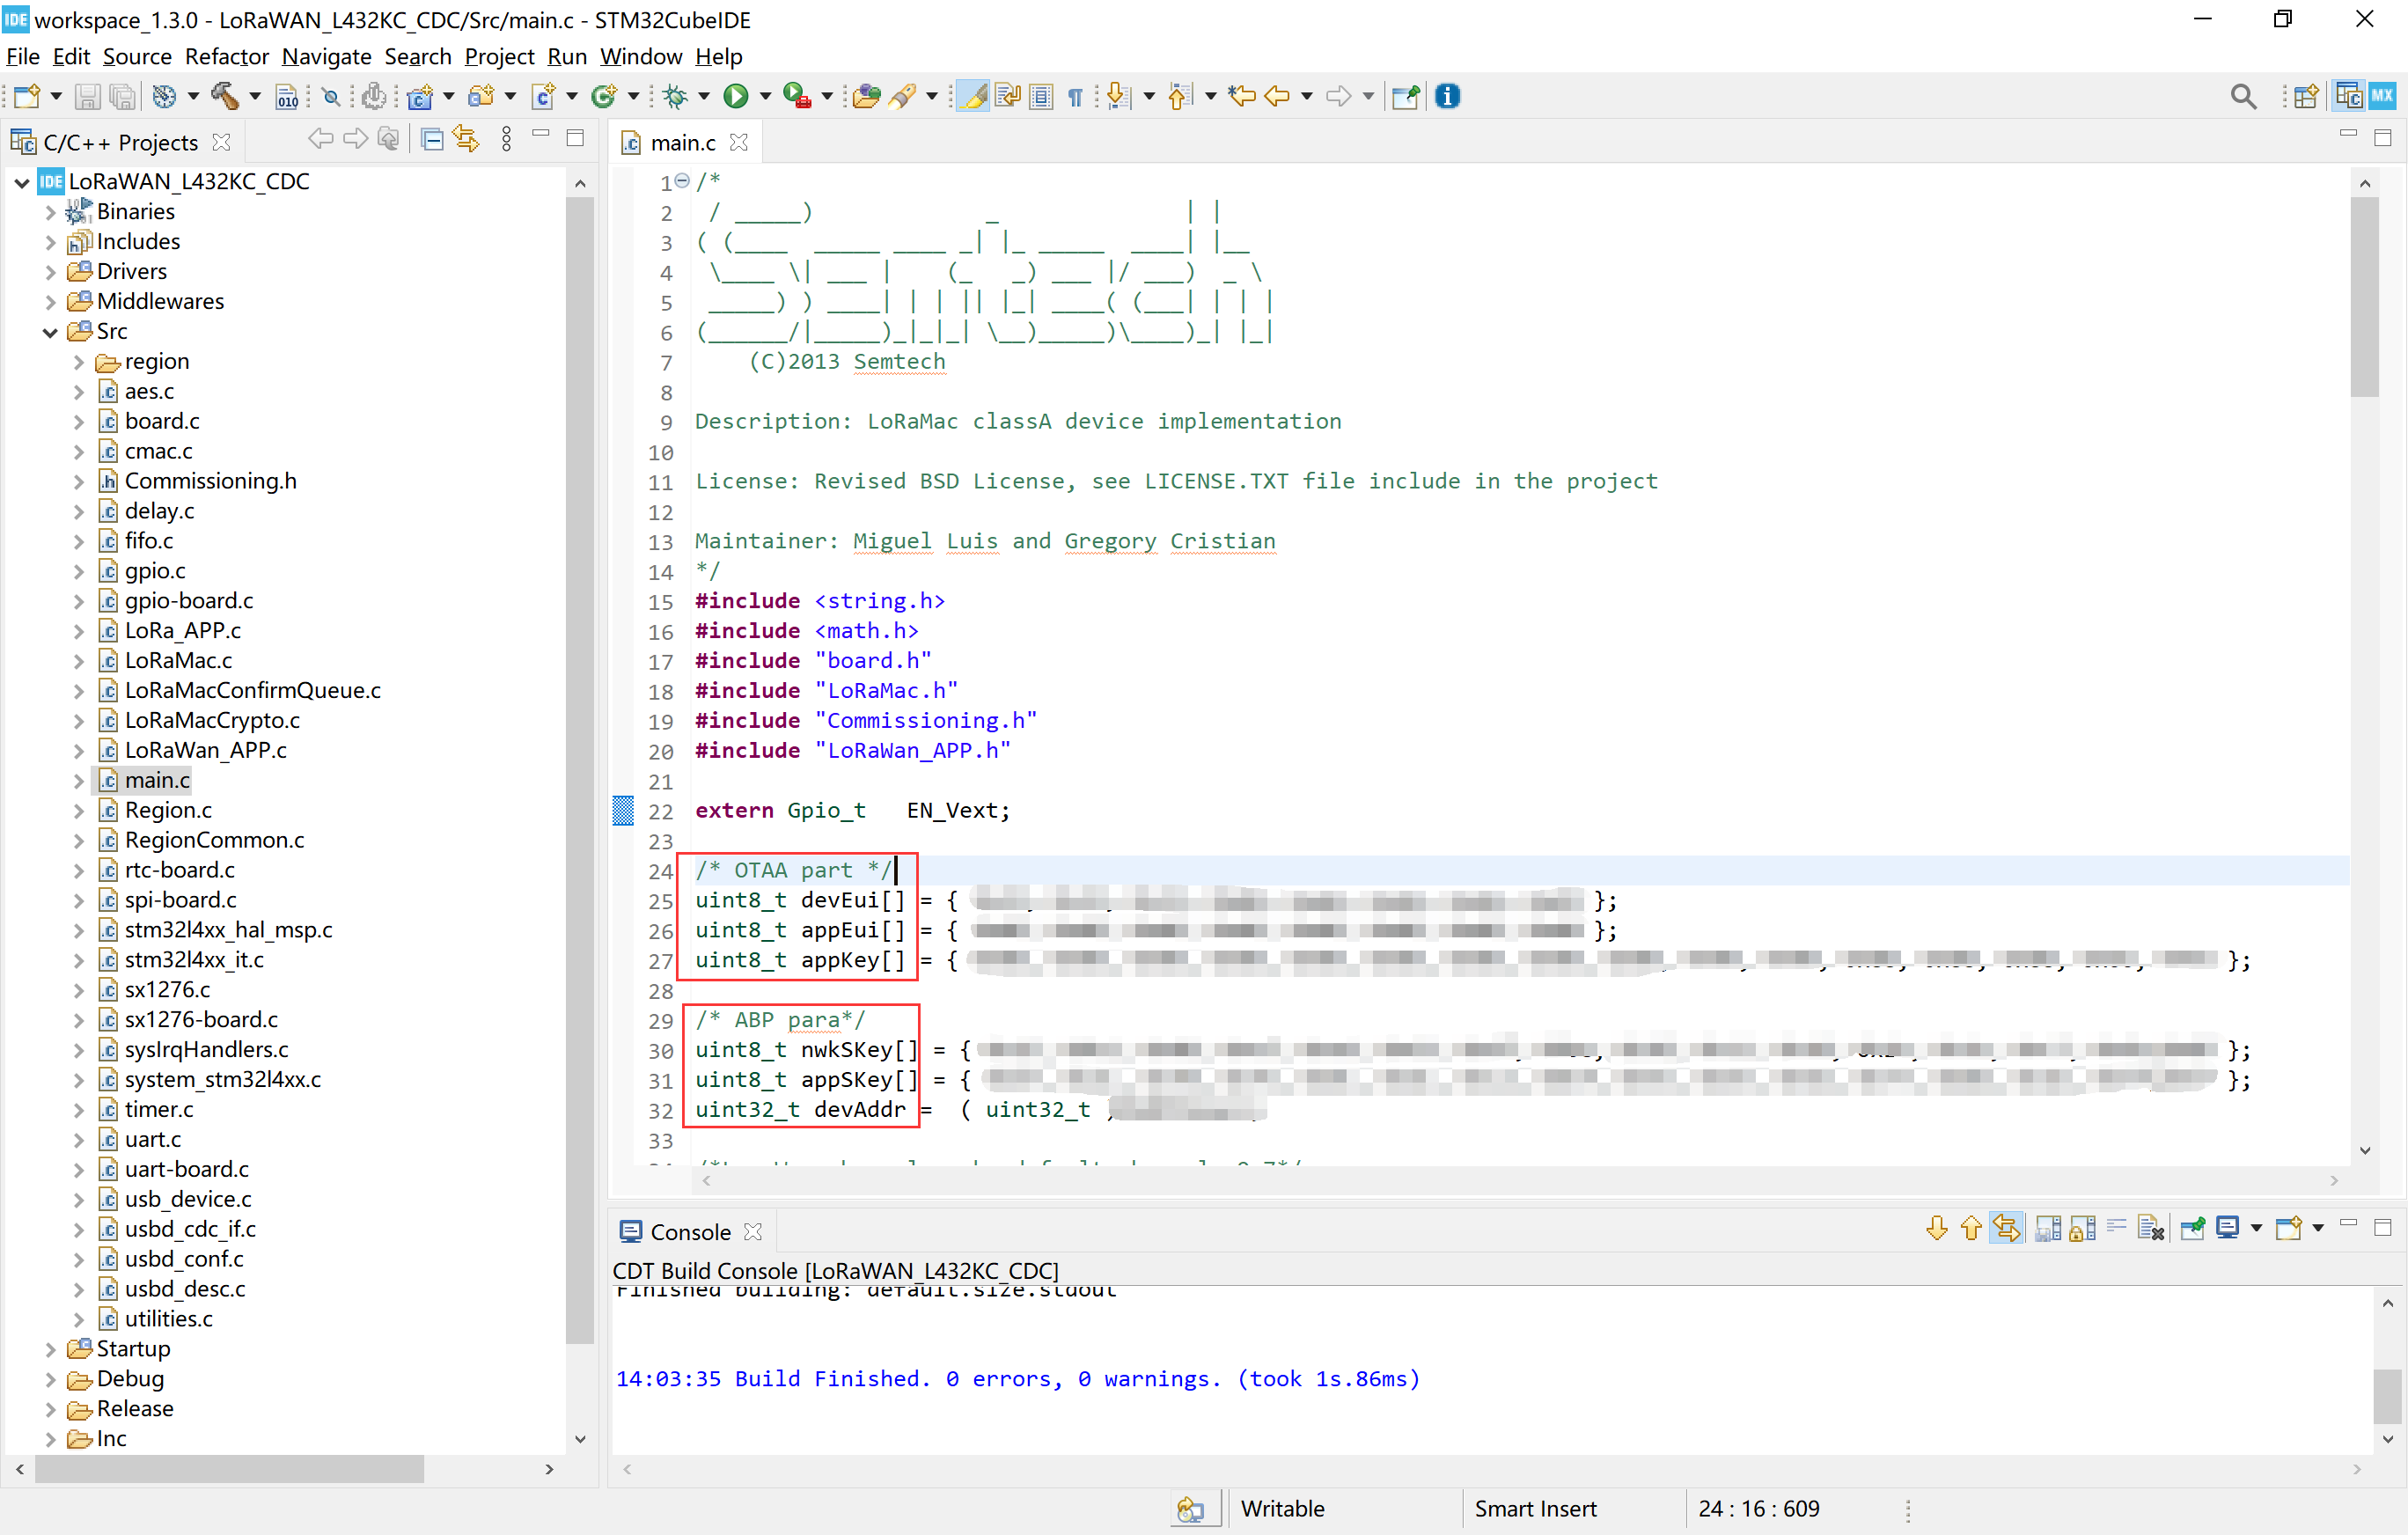 workspace_1.3.0 - LoRaWAN_L432KC_CDC/Src/main.c - STM32CubeIDE
File Edit Source Refactor Navigate Search Project Run Window Help
C/C++ Projects
LoRaWAN_L432KC_CDC
Binaries
Includes
Drivers
Middlewares
Src
region
aes.c
board.c
cmac.c
Commissioning.h
delay.c
fifo.c
gpio.c
gpio-board.c
LoRa_APP.c
LoRaMac.c
LoRaMacConfirmQueue.c
LoRaMacCrypto.c
LoRaWan_APP.c
main.c
Region.c
RegionCommon.c
rtc-board.c
spi-board.c
stm32l4xx_hal_msp.c
stm32l4xx_it.c
sx1276.c
sx1276-board.c
sysIrqHandlers.c
system_stm32l4xx.c
timer.c
uart.c
uart-board.c
usb_device.c
usbd_cdc_if.c
usbd_conf.c
usbd_desc.c
utilities.c
Startup
Debug
Release
Inc
main.c
1 /*
2  / _____)             _              | |
3 ( (____  _____ ____ _| |_ _____  ____| |__
4  \____ \| ___ |    (_   _) ___ |/ ___)  _ \
5  _____) ) ____| | | || |_| ____( (___| | | |
6 (______/|_____)_|_|_| \__)_____)\____)_| |_|
7     (C)2013 Semtech
8
9 Description: LoRaMac classA device implementation
10
11 License: Revised BSD License, see LICENSE.TXT file include in the project
12
13 Maintainer: Miguel Luis and Gregory Cristian
14 */
15 #include <string.h>
16 #include <math.h>
17 #include "board.h"
18 #include "LoRaMac.h"
19 #include "Commissioning.h"
20 #include "LoRaWan_APP.h"
21
22 extern Gpio_t   EN_Vext;
23
24 /* OTAA part */
25 uint8_t devEui[] = { };
26 uint8_t appEui[] = { };
27 uint8_t appKey[] = { };
28
29 /* ABP para*/
30 uint8_t nwkSKey[] = { };
31 uint8_t appSKey[] = { };
32 uint32_t devAddr =  ( uint32_t
33
Console
CDT Build Console [LoRaWAN_L432KC_CDC]
Finished building: default.size.stdout
14:03:35 Build Finished. 0 errors, 0 warnings. (took 1s.86ms)
Writable
Smart Insert
24 : 16 : 609